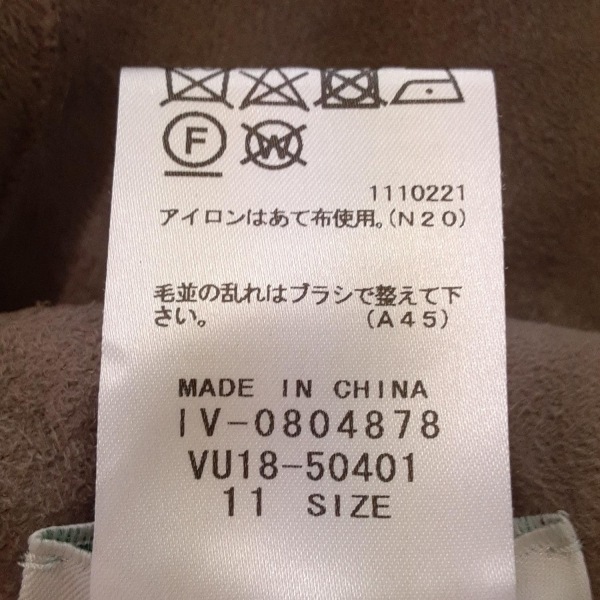 F W
1110221
アイロンはあて布使用。(N20)
毛並の乱れはブラシで整えて下
さい。 (A45)
MADE IN CHINA
IV-0804878
VU18-50401
11 SIZE